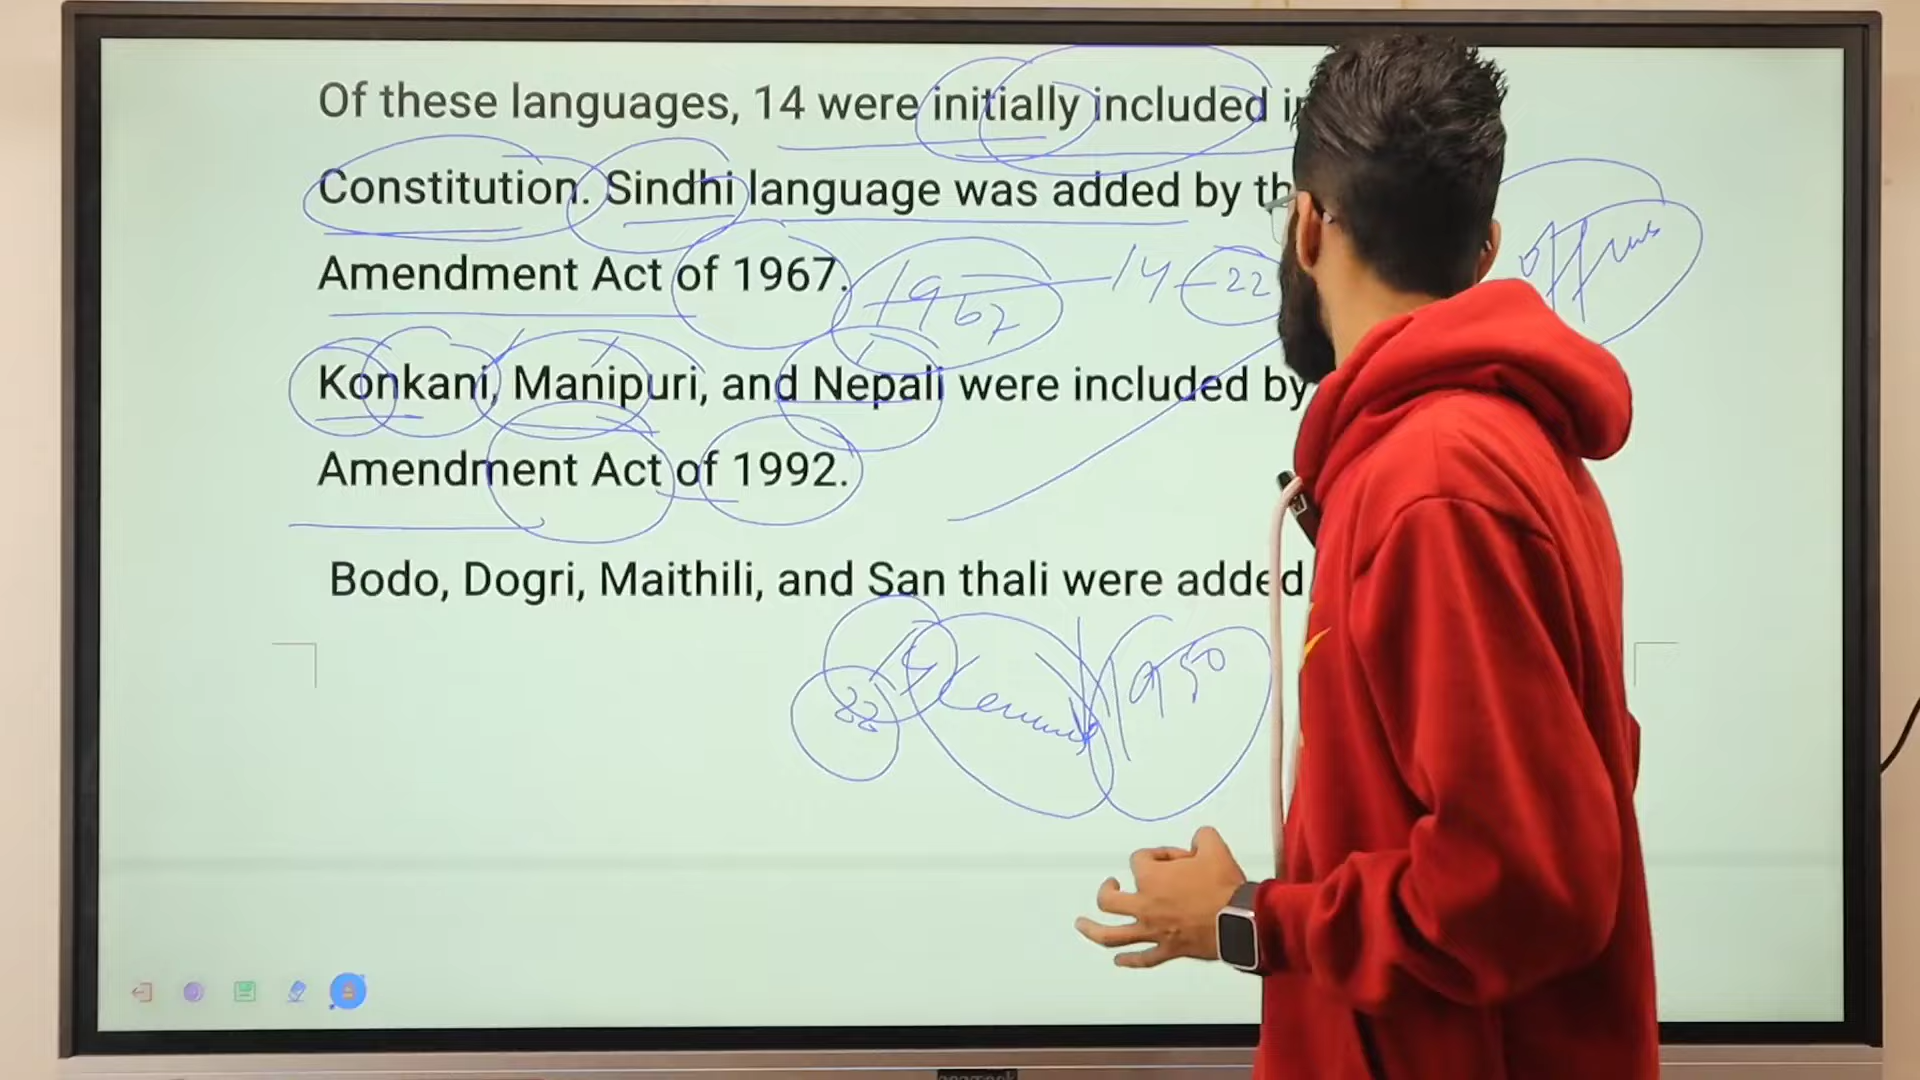 Of these languages, 14 were initially included
Constitution. Sindhi language was added by
Amendment Act of 1967.
1967 14 22
Konkani, Manipuri, and Nepali were included by
Amendment Act of 1992.
Bodo, Dogri, Maithili, and San thali were added
22 1950